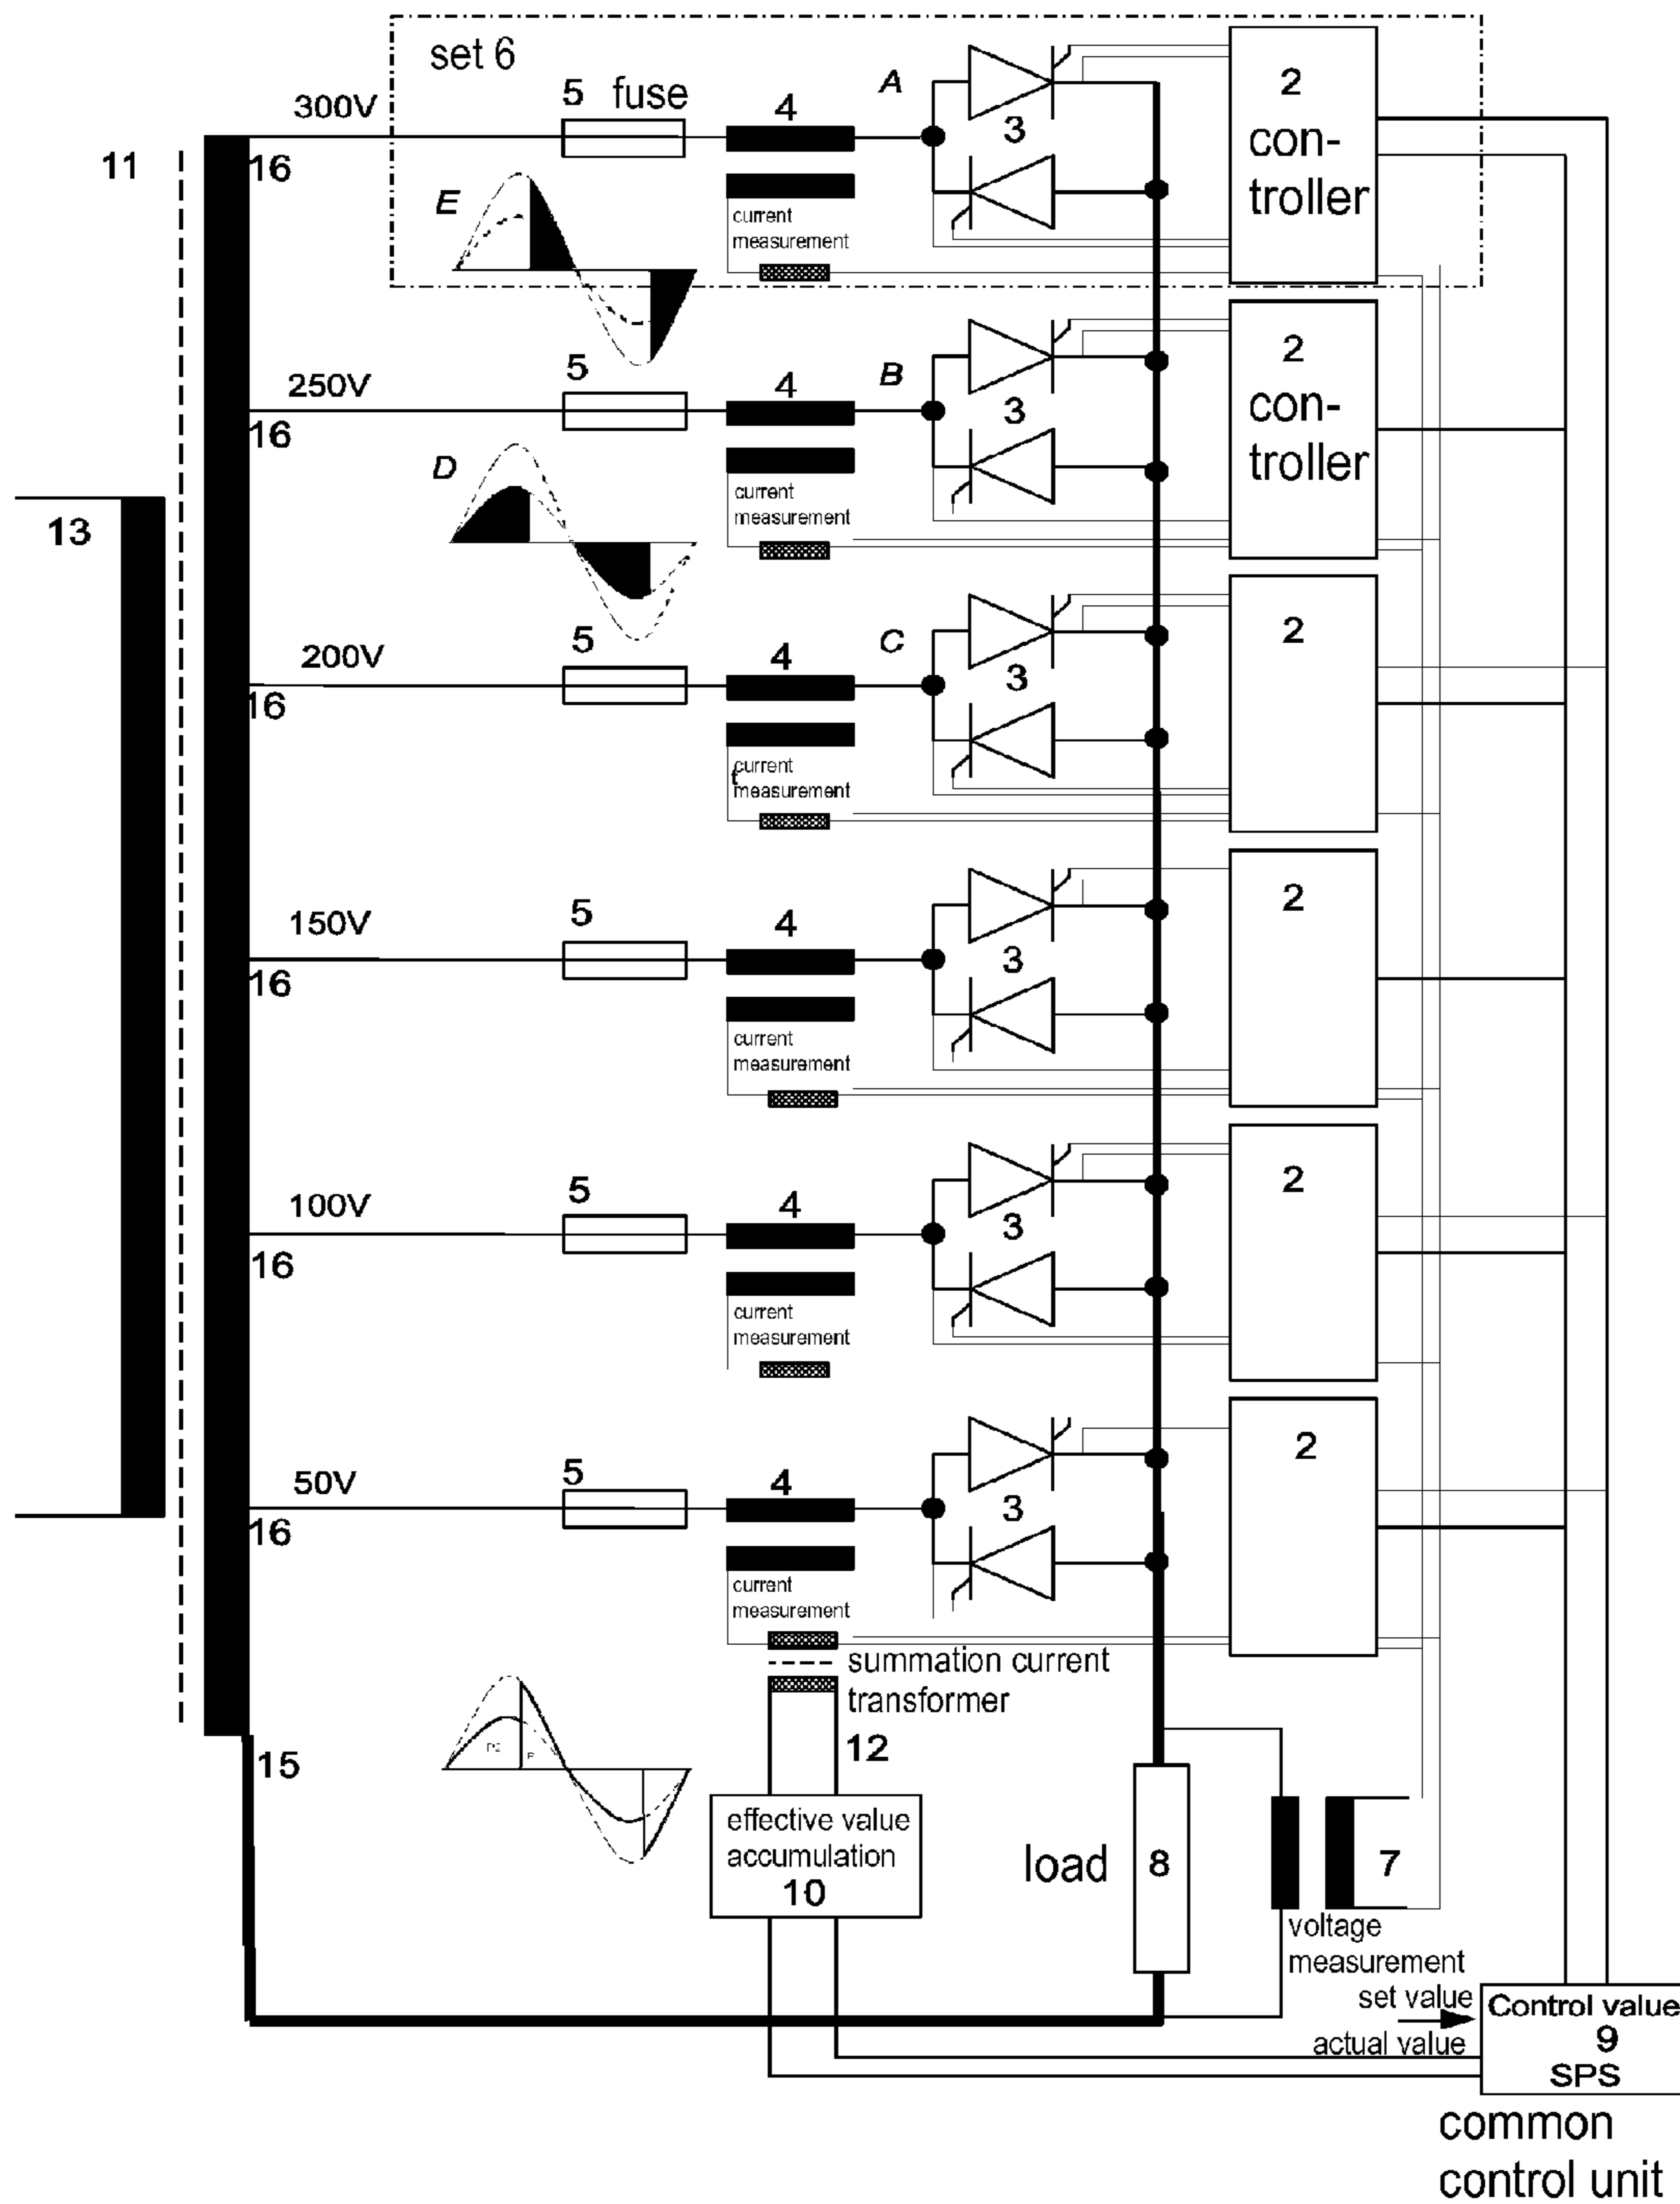 set 6
300V
5 fuse
4
A
3
2
con-
troller
11
16
E
current
measurement
250V
5
4
B
3
2
con-
troller
16
D
current
measurement
13
200V
5
4
C
3
2
16
current
measurement
150V
5
4
3
2
16
current
measurement
100V
5
4
3
2
16
current
measurement
50V
5
4
3
2
16
current
measurement
summation current
transformer
12
15
effective value
accumulation
10
load
8
7
voltage
measurement
set value
actual value
Control value
9
SPS
common
control unit